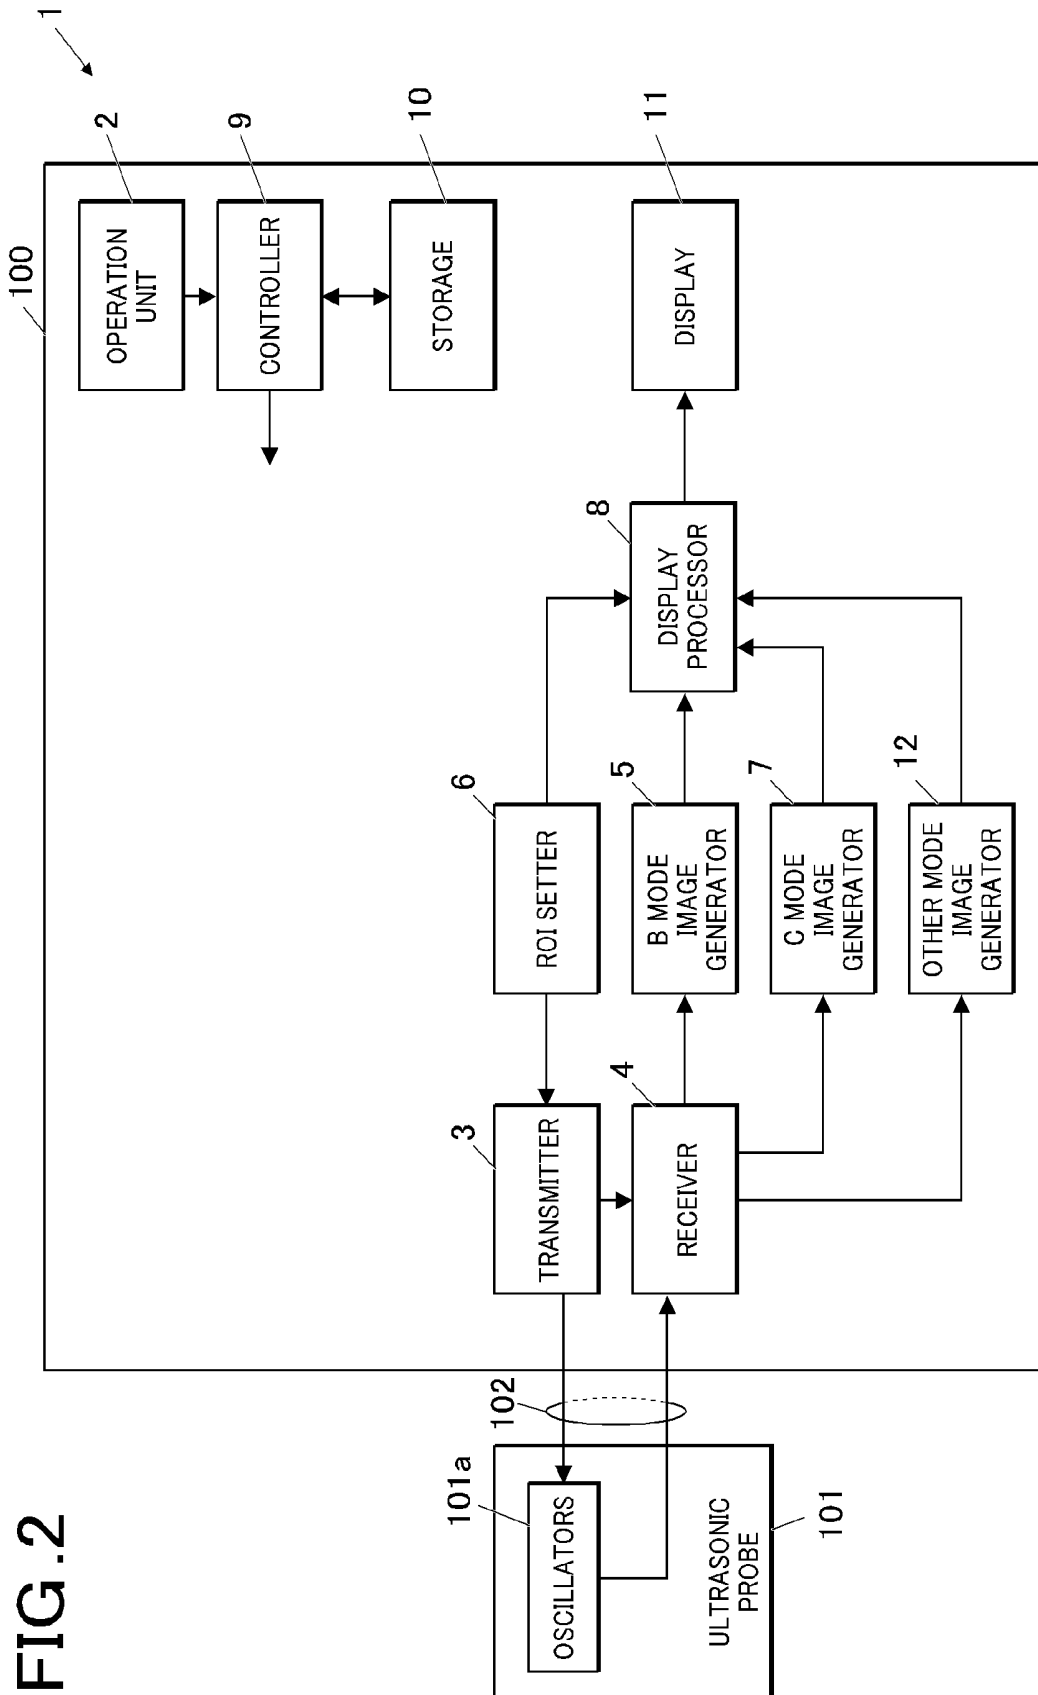 FIG.2
1
100
2
OPERATION
UNIT
9
CONTROLLER
10
STORAGE
11
DISPLAY
8
DISPLAY
PROCESSOR
6
ROI SETTER
5
B MODE
IMAGE
GENERATOR
7
C MODE
IMAGE
GENERATOR
12
OTHER MODE
IMAGE
GENERATOR
3
TRANSMITTER
4
RECEIVER
102
101a
OSCILLATORS
ULTRASONIC
PROBE
101